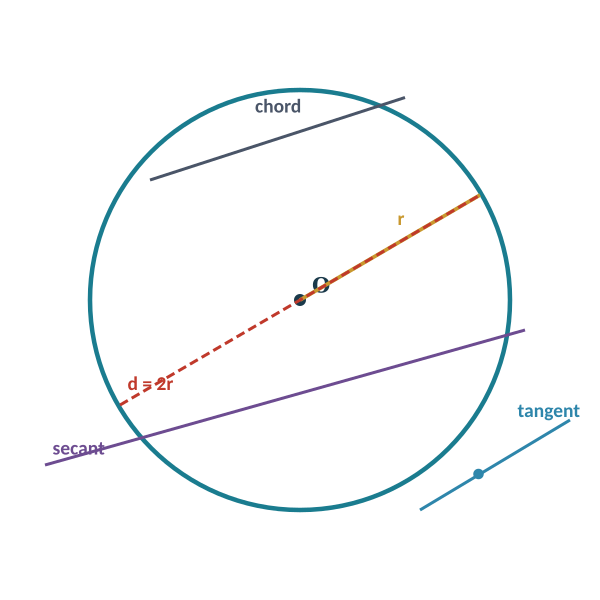 chord
r
O
d = 2r
tangent
secant